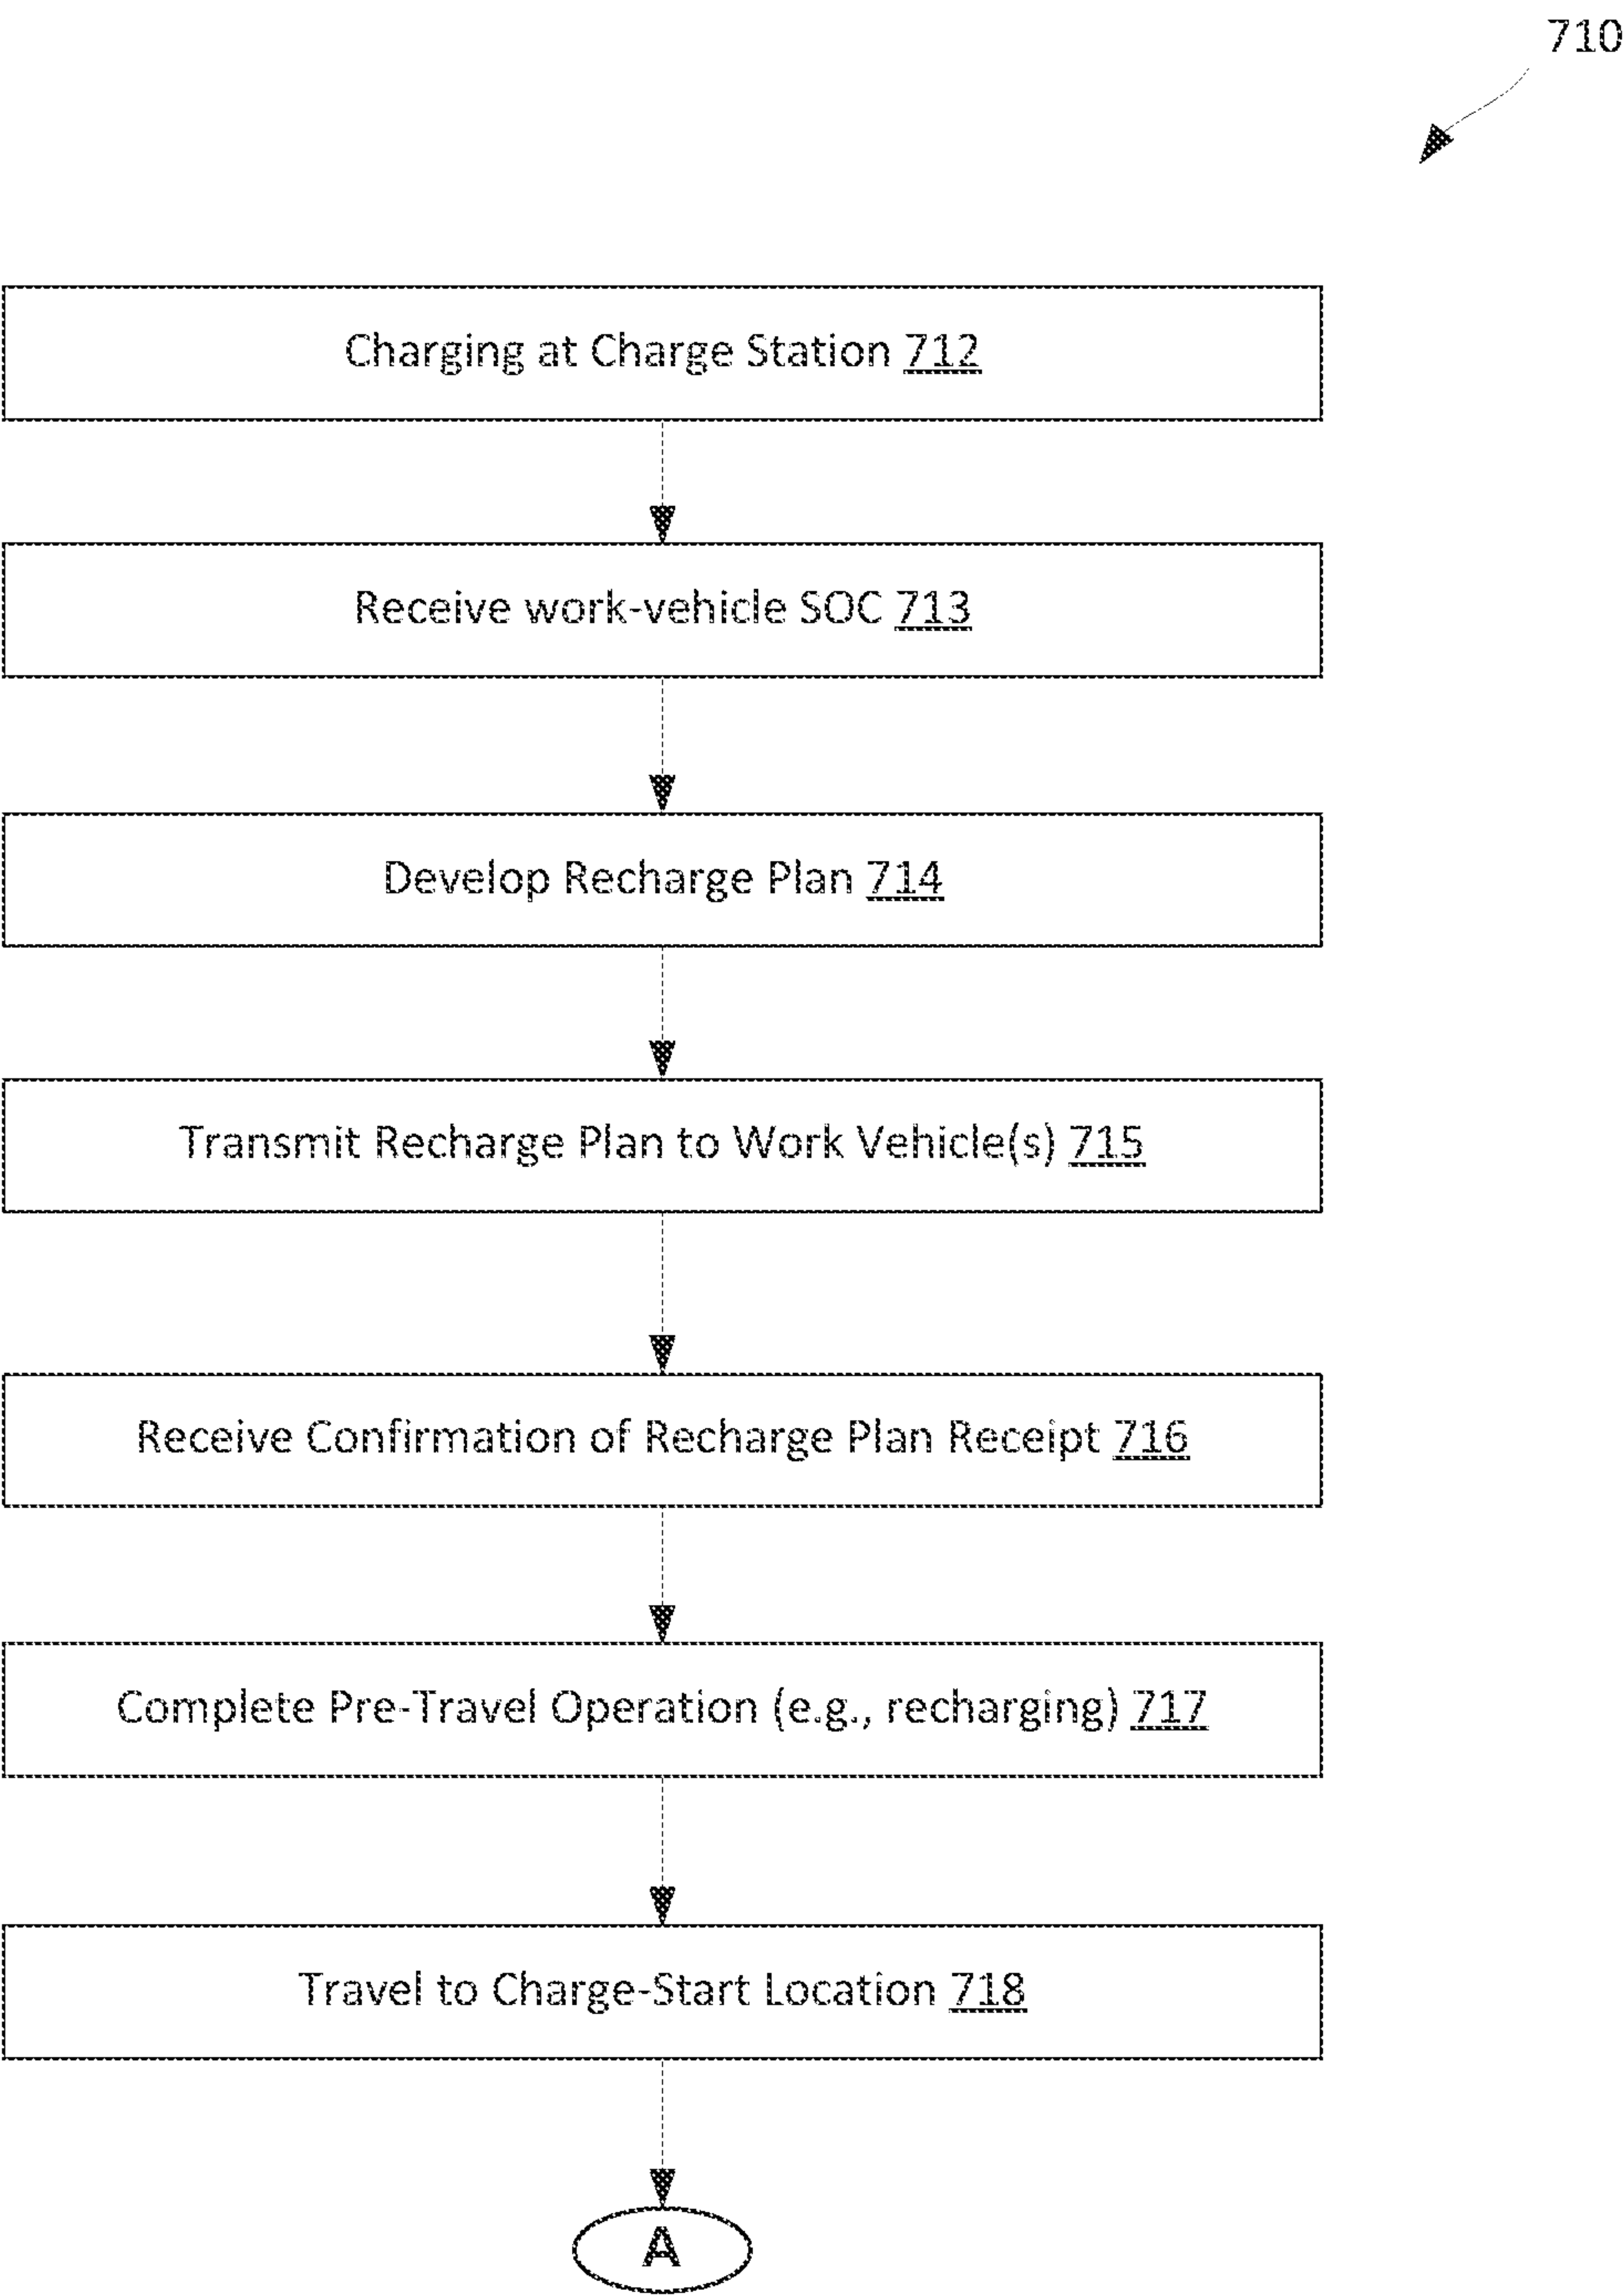 710
Charging at Charge Station 712
Receive work-vehicle SOC 713
Develop Recharge Plan 714
Transmit Recharge Plan to Work Vehicle(s) 715
Receive Confirmation of Recharge Plan Receipt 716
Complete Pre-Travel Operation (e.g., recharging) 717
Travel to Charge-Start Location 718
A